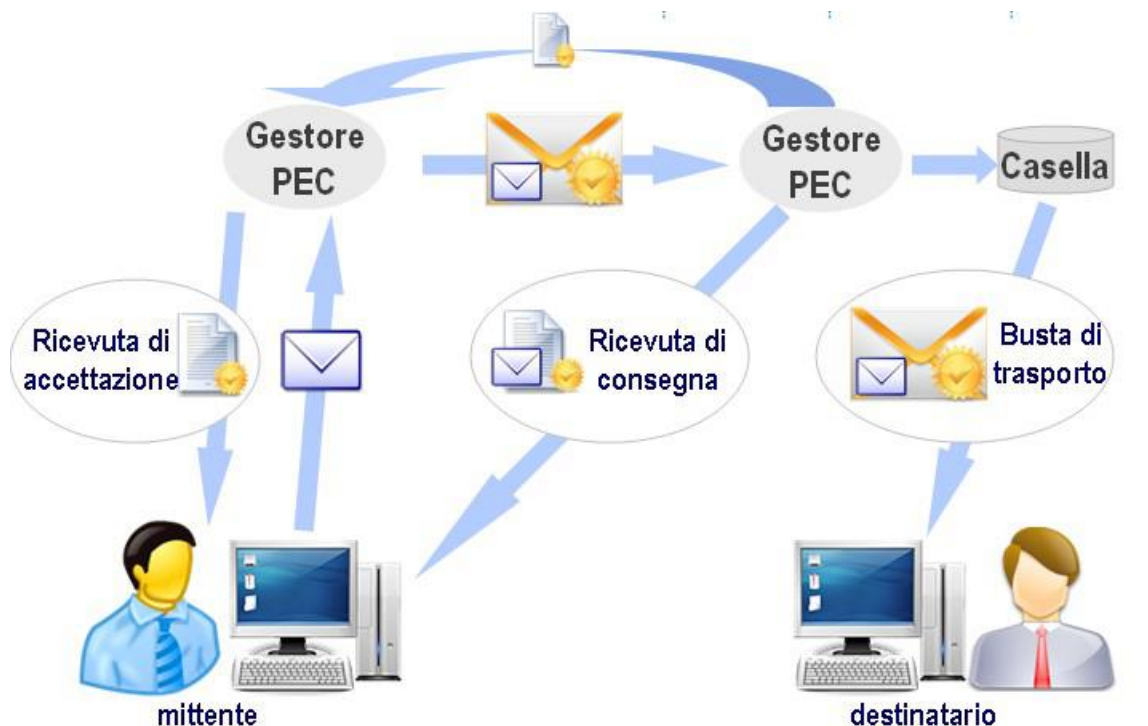 Gestore
PEC
Gestore
PEC
Casella
Ricevuta di
accettazione
Ricevuta di
consegna
Busta di
trasporto
mittente
destinatario